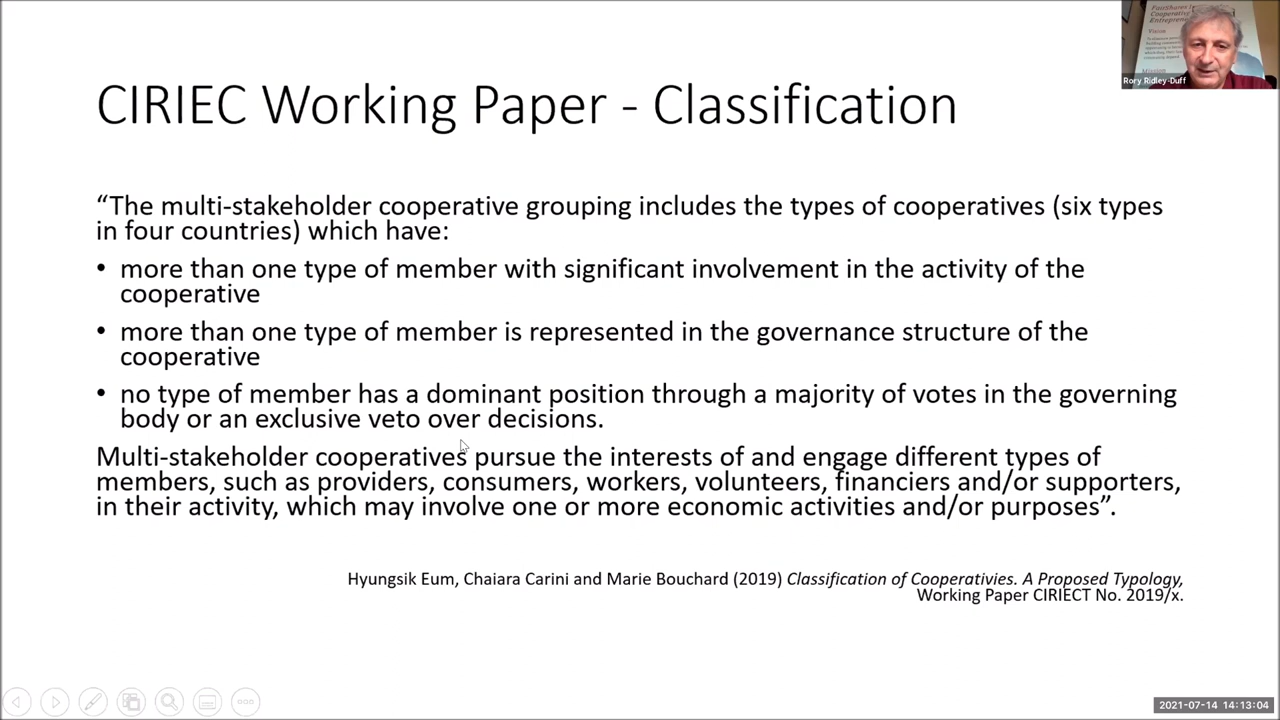 CIRIEC Working Paper - Classification
“The multi-stakeholder cooperative grouping includes the types of cooperatives (six types
in four countries) which have:
• more than one type of member with significant involvement in the activity of the
cooperative
• more than one type of member is represented in the governance structure of the
cooperative
• no type of member has a dominant position through a majority of votes in the governing
body or an exclusive veto over decisions.
Multi-stakeholder cooperatives pursue the interests of and engage different types of
members, such as providers, consumers, workers, volunteers, financiers and/or supporters,
in their activity, which may involve one or more economic activities and/or purposes”.
Hyungsik Eum, Chaiara Carini and Marie Bouchard (2019) Classification of Cooperativies. A Proposed Typology,
Working Paper CIRIECT No. 2019/x.
FairShares
Cooperative
Entrepre
Vision
Mission
Rory Ridley-Duff
2021-07-14 14:13:04